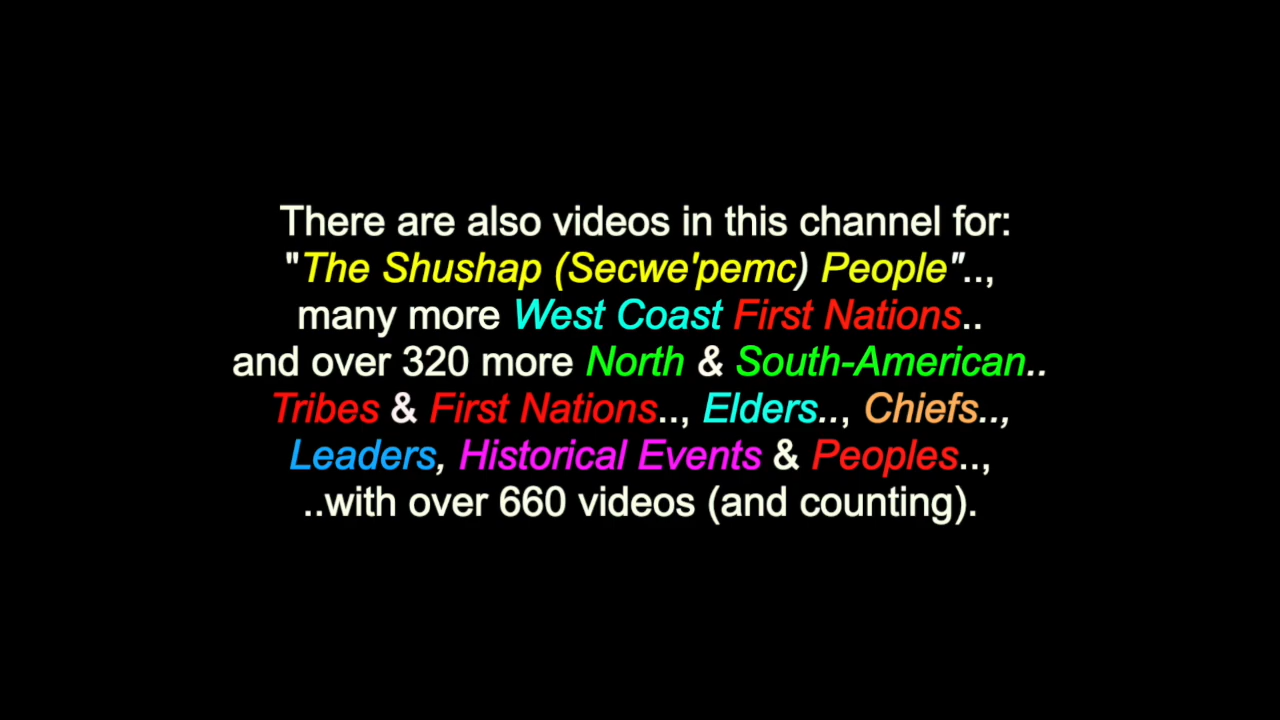 There are also videos in this channel for:
"The Shushap (Secwe'pemc) People"..,
many more West Coast First Nations..
and over 320 more North & South-American..
Tribes & First Nations.., Elders.., Chiefs..,
Leaders, Historical Events & Peoples..,
..with over 660 videos (and counting).